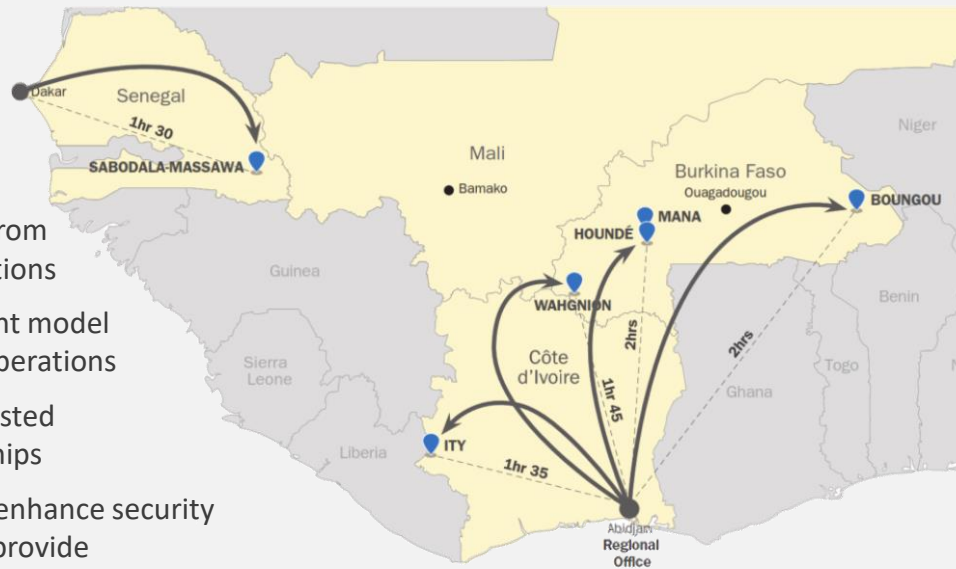 Dakar
Senegal
1hr 30
SABODALA-MASSAWA
Mali
Bamako
Niger
Burkina Faso
Ouagadougou
BOUNGOU
MANA
HOUNDÉ
WAHGNION
Guinea
Benin
Sierra
Leone
Côte
d'Ivoire
2hrs
1hr 45
2hrs
Ghana
Togo
Liberia
ITY
1hr 35
Abidjan
Regional
Office
tions
nt model
perations
sted
hips
enhance security
provide